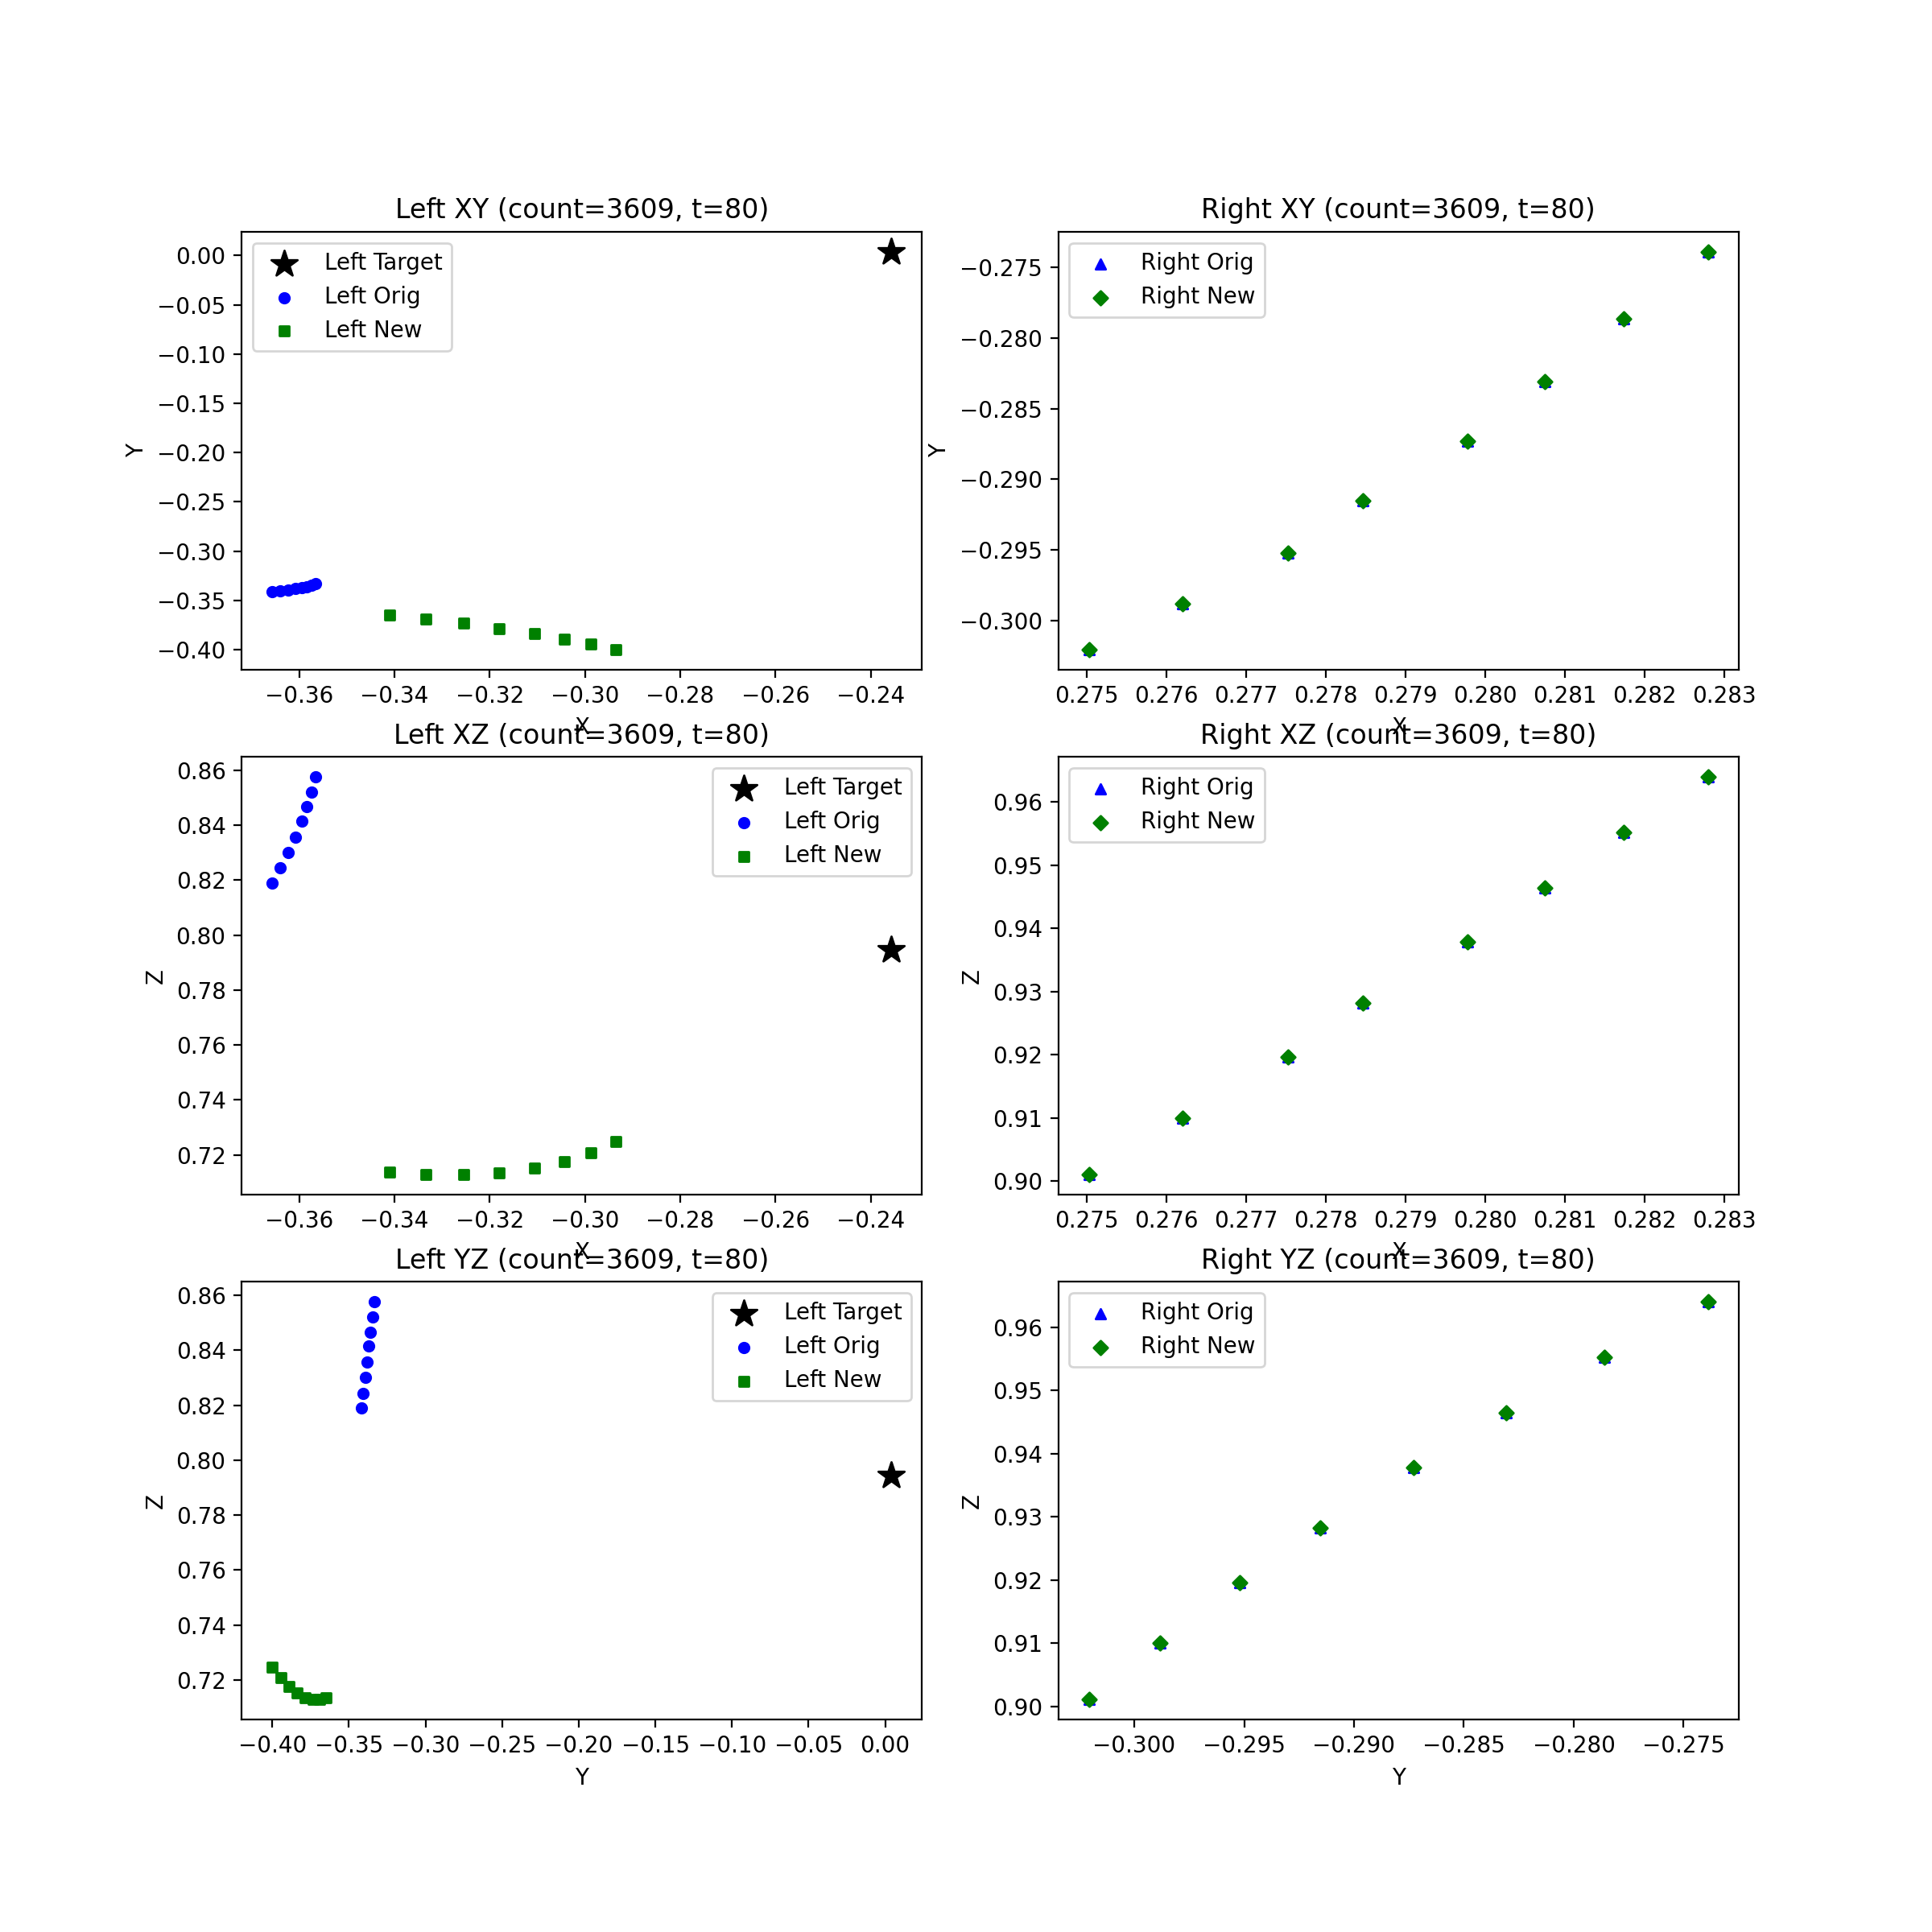 Left XY (count=3609, t=80)
Left Target
Left Orig
Left New
0.00
−0.05
−0.10
−0.15
−0.20
−0.25
−0.30
−0.35
−0.40
Y
−0.36
−0.34
−0.32
−0.30
−0.28
−0.26
−0.24
X
Right XY (count=3609, t=80)
Right Orig
Right New
−0.275
−0.280
−0.285
−0.290
−0.295
−0.300
Y
0.275
0.276
0.277
0.278
0.279
0.280
0.281
0.282
0.283
X
Left XZ (count=3609, t=80)
Left Target
Left Orig
Left New
0.86
0.84
0.82
0.80
0.78
0.76
0.74
0.72
Z
−0.36
−0.34
−0.32
−0.30
−0.28
−0.26
−0.24
X
Right XZ (count=3609, t=80)
Right Orig
Right New
0.96
0.95
0.94
0.93
0.92
0.91
0.90
Z
0.275
0.276
0.277
0.278
0.279
0.280
0.281
0.282
0.283
X
Left YZ (count=3609, t=80)
Left Target
Left Orig
Left New
0.86
0.84
0.82
0.80
0.78
0.76
0.74
0.72
Z
−0.40
−0.35
−0.30
−0.25
−0.20
−0.15
−0.10
−0.05
0.00
Y
Right YZ (count=3609, t=80)
Right Orig
Right New
0.96
0.95
0.94
0.93
0.92
0.91
0.90
Z
−0.300
−0.295
−0.290
−0.285
−0.280
−0.275
Y